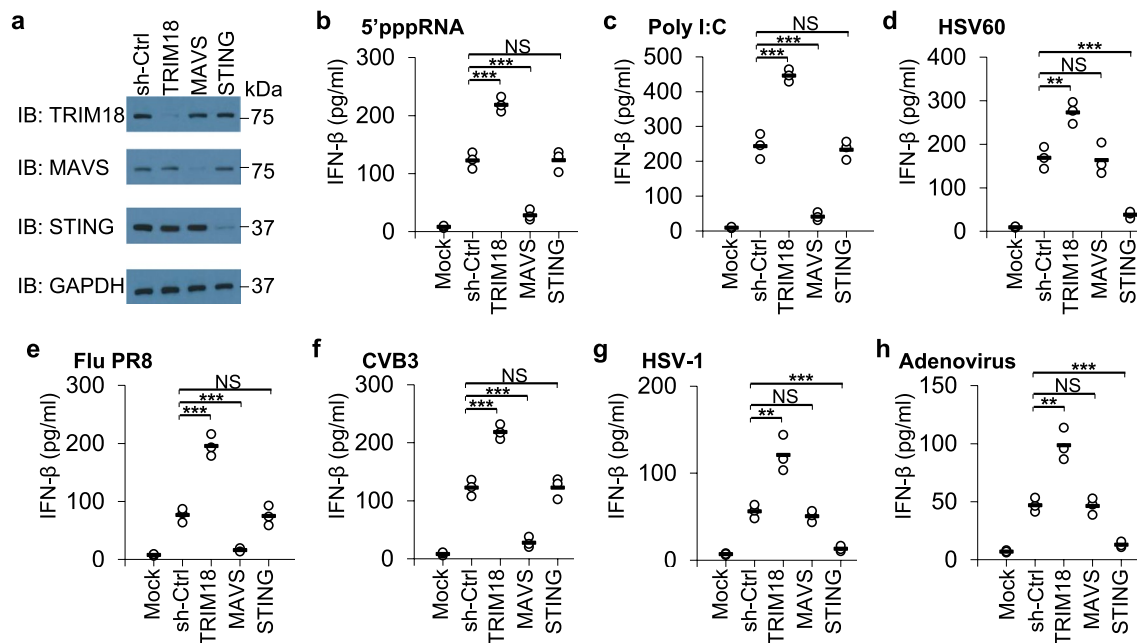 a
sh-Ctrl
TRIM18
MAVS
STING
kDa
IB: TRIM18
75
IB: MAVS
75
IB: STING
37
IB: GAPDH
37
b
5'pppRNA
IFN-β (pg/ml)
300
200
100
0
NS
***
***
Mock
sh-Ctrl
TRIM18
MAVS
STING
c
Poly I:C
IFN-β (pg/ml)
500
400
300
200
100
0
NS
***
***
Mock
sh-Ctrl
TRIM18
MAVS
STING
d
HSV60
IFN-β (pg/ml)
400
300
200
100
0
***
NS
**
Mock
sh-Ctrl
TRIM18
MAVS
STING
e
Flu PR8
IFN-β (pg/ml)
300
200
100
0
NS
***
***
Mock
sh-Ctrl
TRIM18
MAVS
STING
f
CVB3
IFN-β (pg/ml)
300
200
100
0
NS
***
***
Mock
sh-Ctrl
TRIM18
MAVS
STING
g
HSV-1
IFN-β (pg/ml)
200
100
0
***
NS
**
Mock
sh-Ctrl
TRIM18
MAVS
STING
h
Adenovirus
IFN-β (pg/ml)
150
100
50
0
***
NS
**
Mock
sh-Ctrl
TRIM18
MAVS
STING